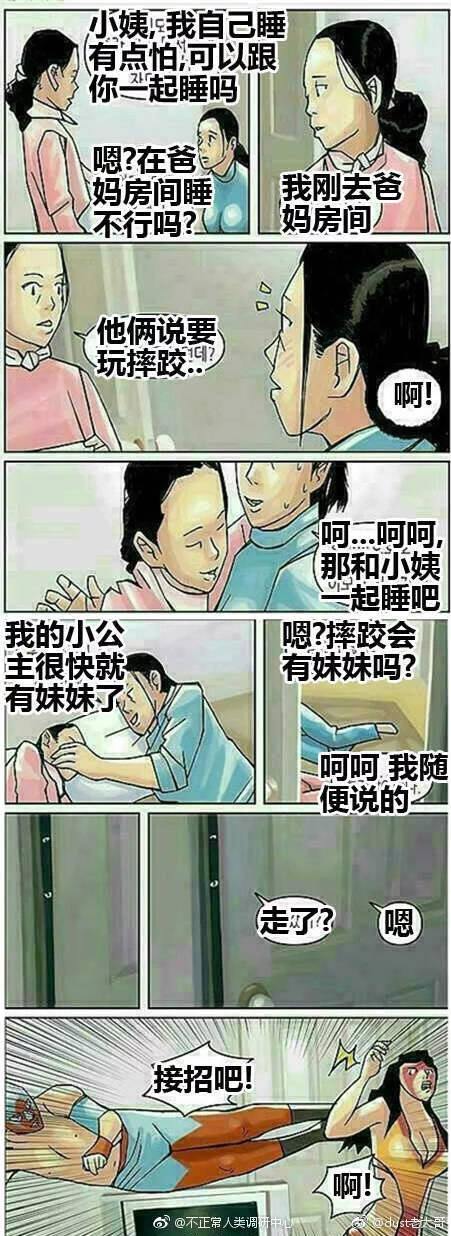 小姨, 我自己睡
有点怕,可以跟
你一起睡吗
嗯?在爸
妈房间睡
不行吗?
我刚去爸
妈房间
他俩说要
玩摔跤..
啊!
呵...呵呵,
那和小姨
一起睡吧
我的小公
主很快就
有妹妹了
嗯?摔跤会
有妹妹吗?
呵呵 我随
便说的
走了?
嗯
接招吧!
啊!
@不正常人类调研中心
@dust老大哥